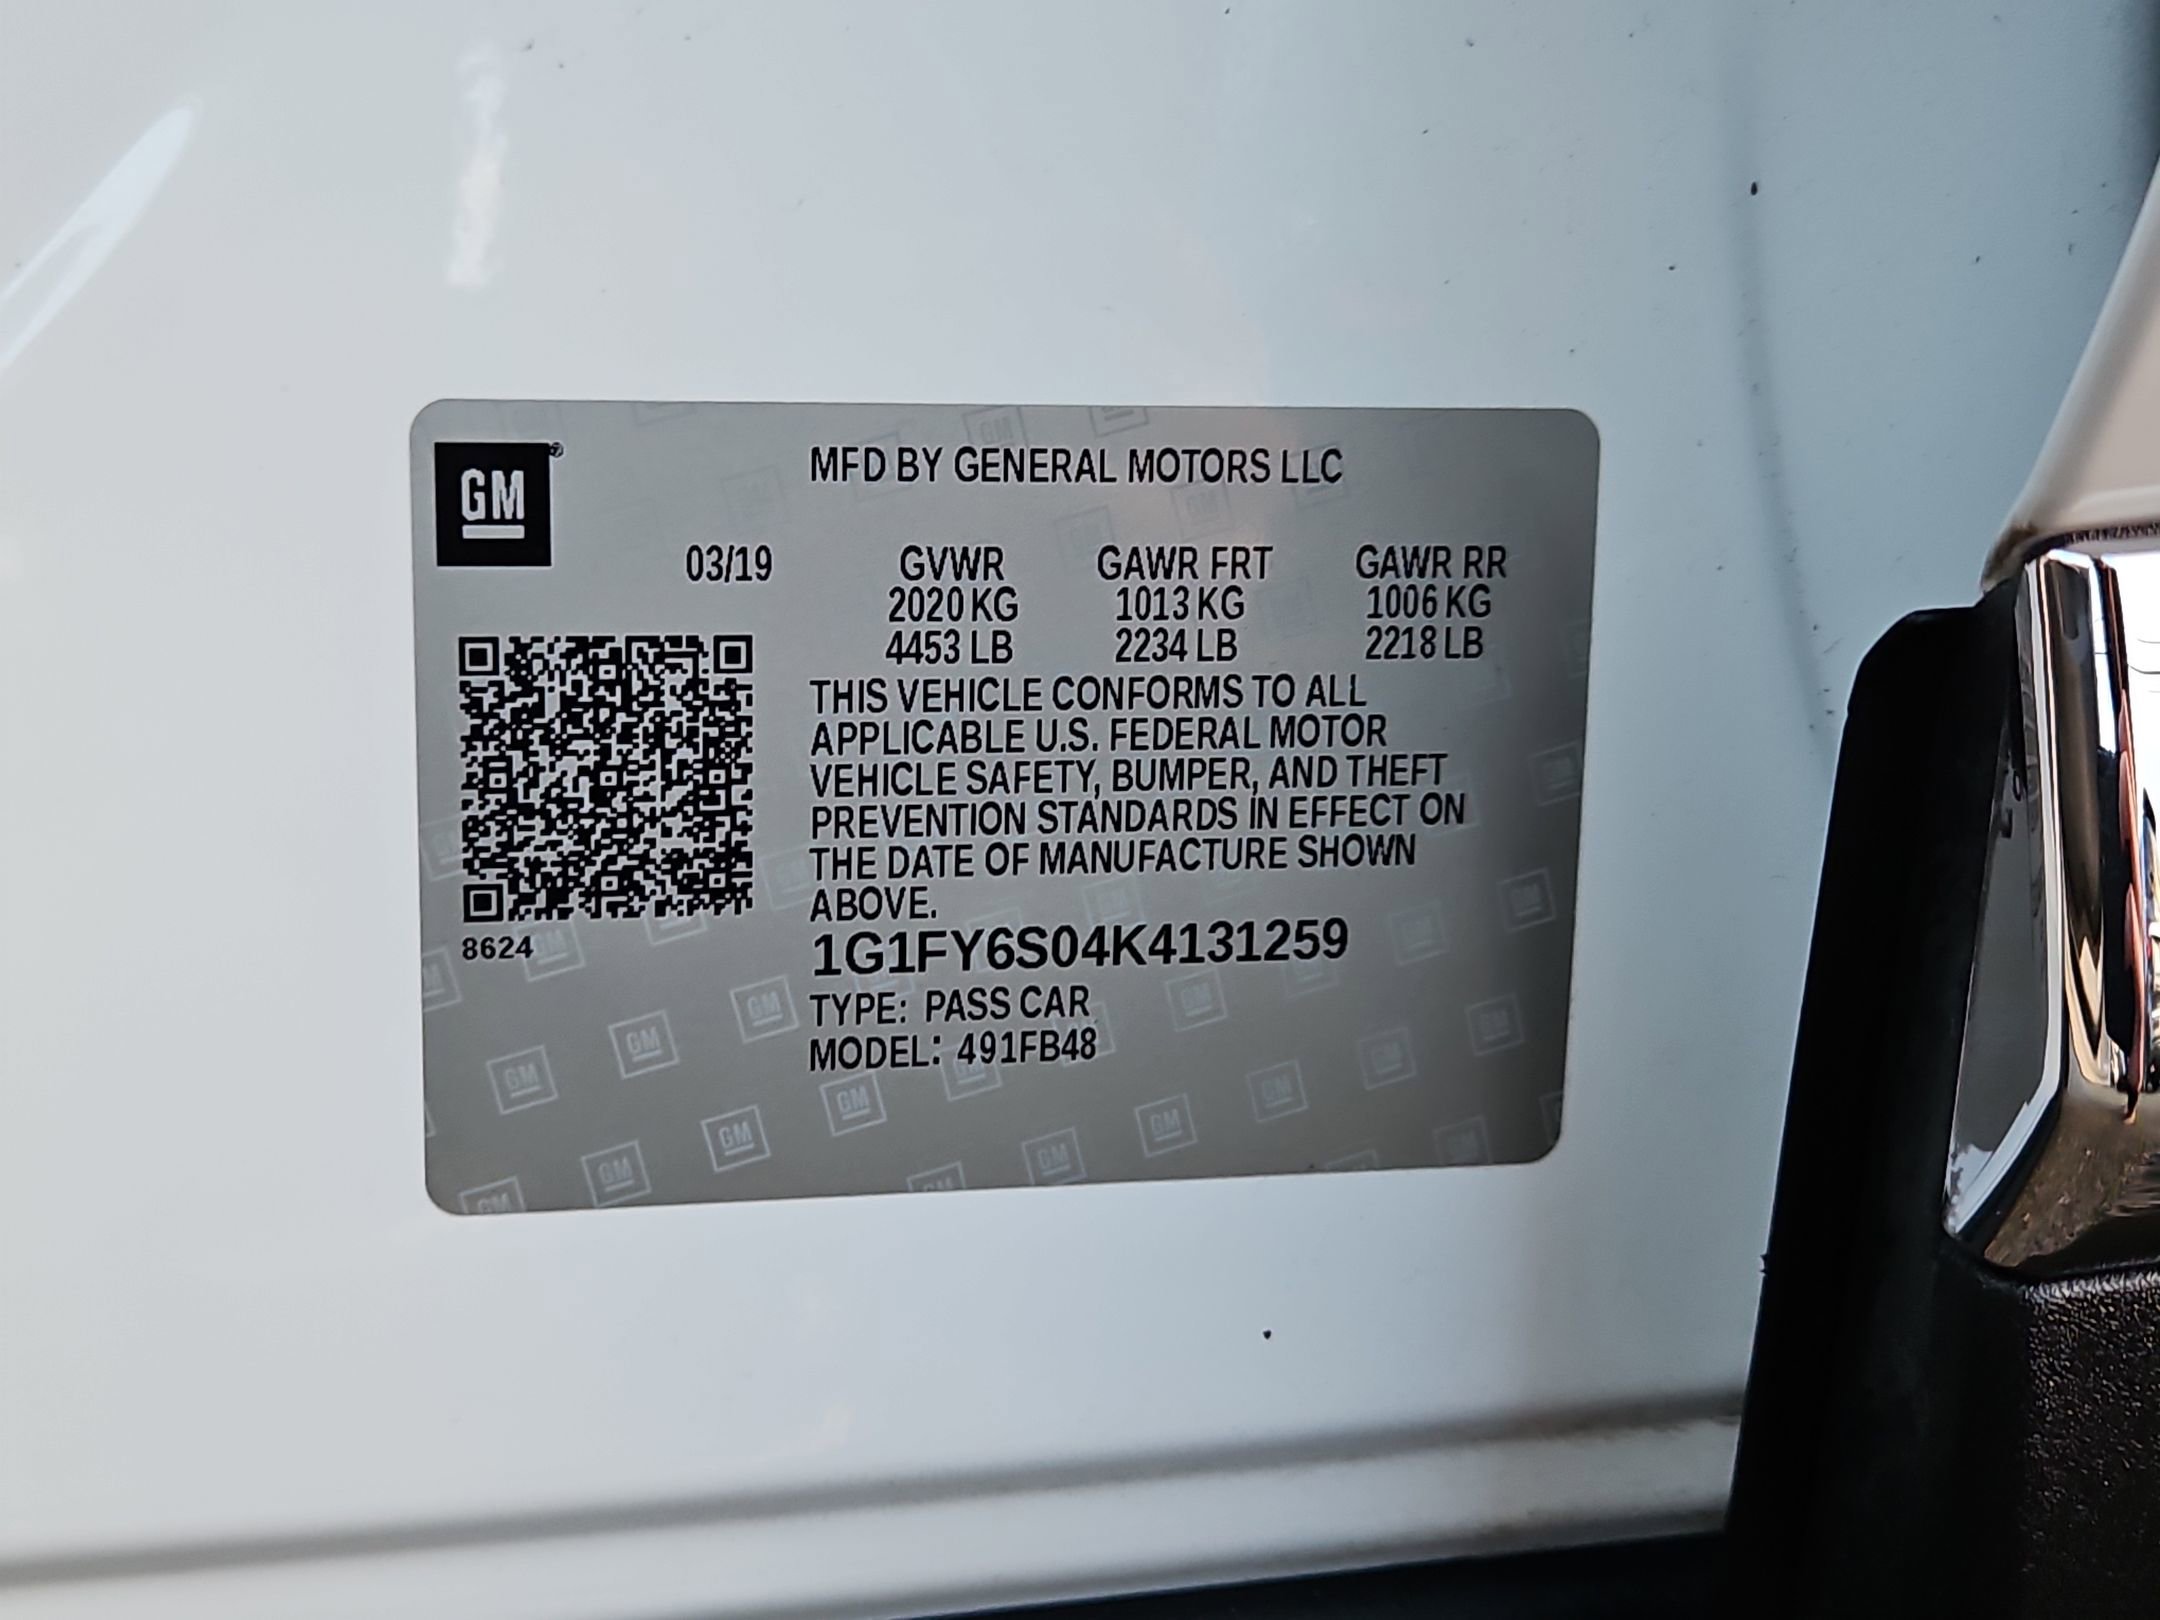 GM
MFD BY GENERAL MOTORS LLC
03/19 GVWR GAWR FRT GAWR RR
2020 KG 1013 KG 1006 KG
4453 LB 2234 LB 2218 LB
THIS VEHICLE CONFORMS TO ALL
APPLICABLE U.S. FEDERAL MOTOR
VEHICLE SAFETY, BUMPER, AND THEFT
PREVENTION STANDARDS IN EFFECT ON
THE DATE OF MANUFACTURE SHOWN
ABOVE.
8624
1G1FY6S04K4131259
TYPE: PASS CAR
MODEL: 491FB48